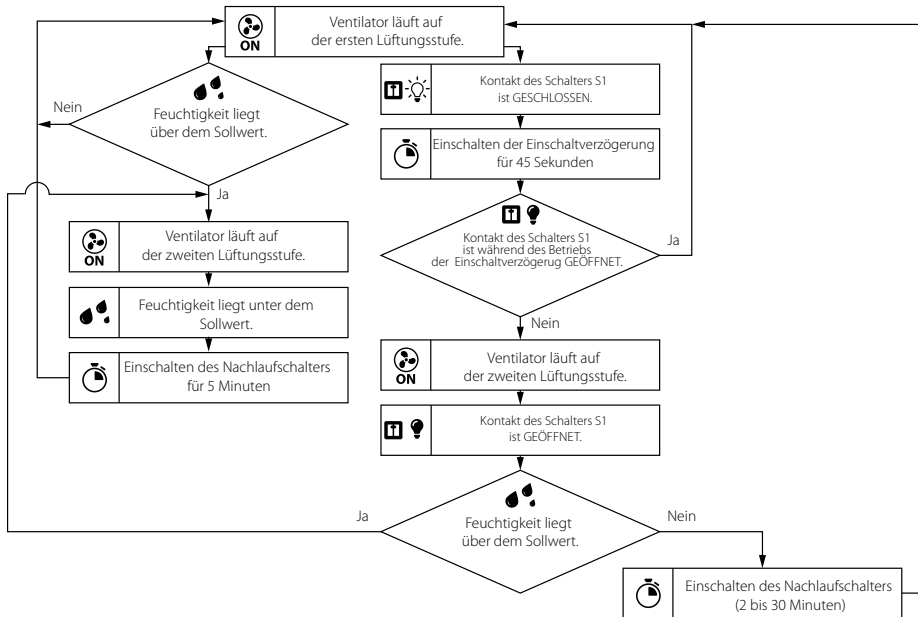 ON
Ventilator läuft auf
der ersten Lüftungsstufe.
Nein
Feuchtigkeit liegt
über dem Sollwert.
Ja
ON
Ventilator läuft auf
der zweiten Lüftungsstufe.
Feuchtigkeit liegt unter dem
Sollwert.
Einschalten des Nachlaufschalters
für 5 Minuten
Kontakt des Schalters S1
ist GESCHLOSSEN.
Einschalten der Einschaltverzögerung
für 45 Sekunden
Kontakt des Schalters S1
ist während des Betriebs
der Einschaltverzögerug GEÖFFNET.
Ja
Nein
ON
Ventilator läuft auf
der zweiten Lüftungsstufe.
Kontakt des Schalters S1
ist GEÖFFNET.
Ja
Feuchtigkeit liegt
über dem Sollwert.
Nein
Einschalten des Nachlaufschalters
(2 bis 30 Minuten)